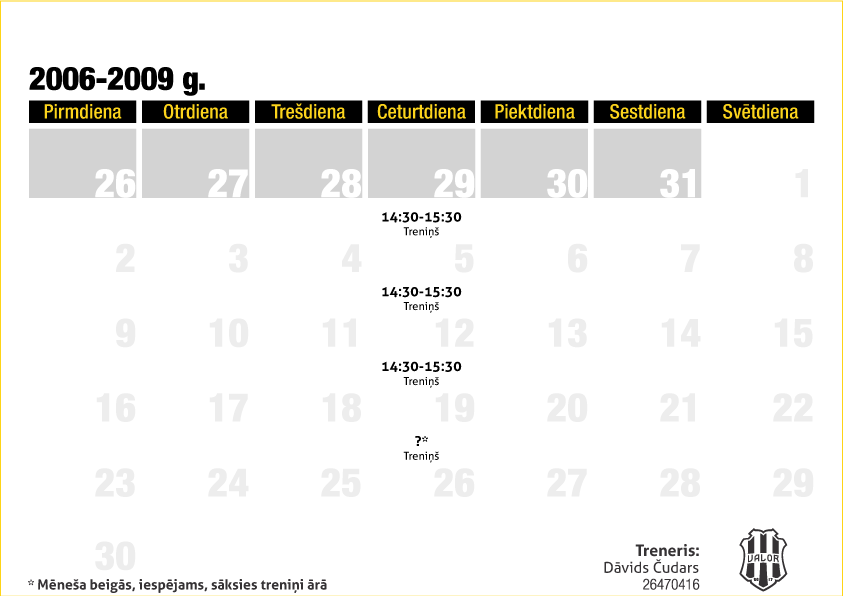 2006-2009 g.
Pirmdiena Otrdiena Trešdiena Ceturtdiena Piektdiena Sestdiena Svētdiena
26 27 28 29 30 31 1
14:30-15:30
Treniņš
2 3 4 5 6 7 8
14:30-15:30
Treniņš
9 10 11 12 13 14 15
14:30-15:30
Treniņš
16 17 18 19 20 21 22
?*
Treniņš
23 24 25 26 27 28 29
30
* Mēneša beigās, iespējams, sāksies treniņi ārā
Treneris:
Dāvids Čudars
26470416
VALOR